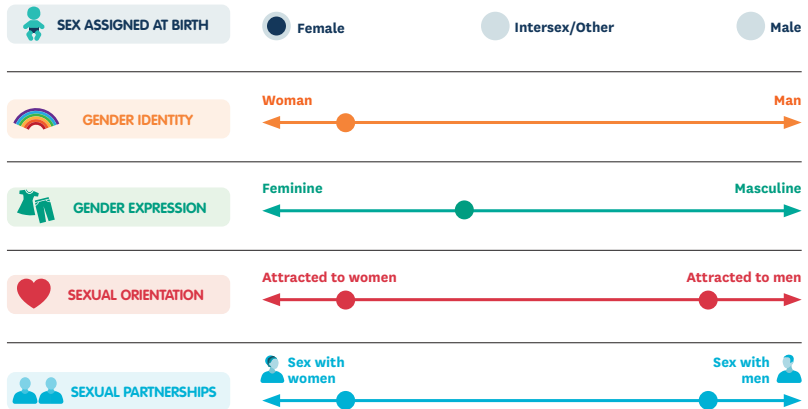 SEX ASSIGNED AT BIRTH
Female
Intersex/Other
Male
GENDER IDENTITY
Woman
Man
GENDER EXPRESSION
Feminine
Masculine
SEXUAL ORIENTATION
Attracted to women
Attracted to men
SEXUAL PARTNERSHIPS
Sex with
women
Sex with
men